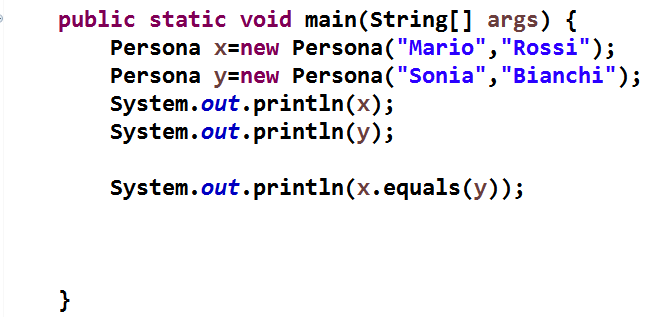 public static void main(String[] args) {
Persona x=new Persona("Mario","Rossi");
Persona y=new Persona("Sonia","Bianchi");
System.out.println(x);
System.out.println(y);
System.out.println(x.equals(y));
}